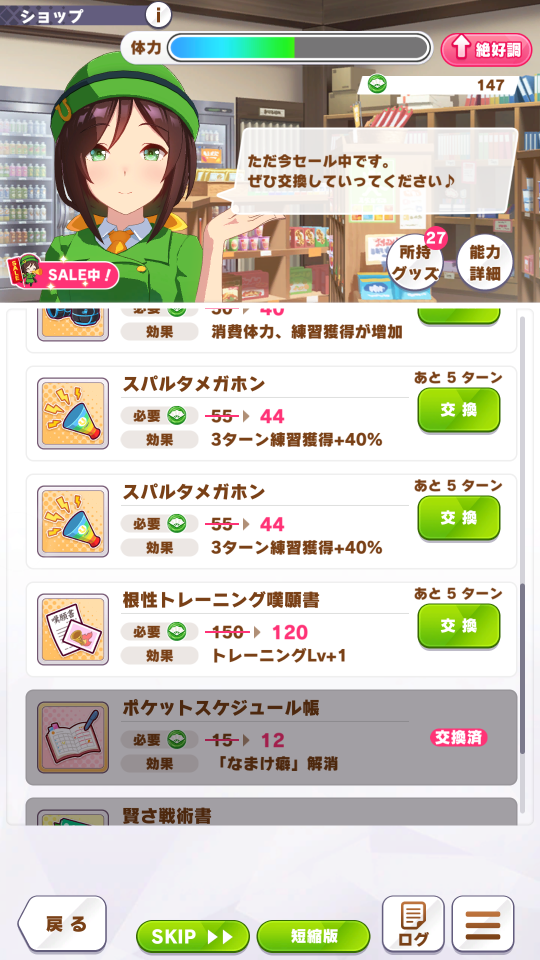 ショップ
i
体力
絶好調
147
ただ今セール中です。
ぜひ交換していってください♪
27
所持
グッズ
能力
詳細
SALE
SALE中！
必要 50 40
効果 消費体力、練習獲得が増加
スパルタメガホン
あと 5 ターン
必要 55 44
交換
効果 3ターン練習獲得+40%
スパルタメガホン
あと 5 ターン
必要 55 44
交換
効果 3ターン練習獲得+40%
嘆願書
根性トレーニング嘆願書
あと 5 ターン
必要 150 120
交換
効果 トレーニングLv+1
ポケットスケジュール帳
必要 15 12
交換済
効果 「なまけ癖」解消
賢さ戦術書
戻る
SKIP
短縮版
ログ